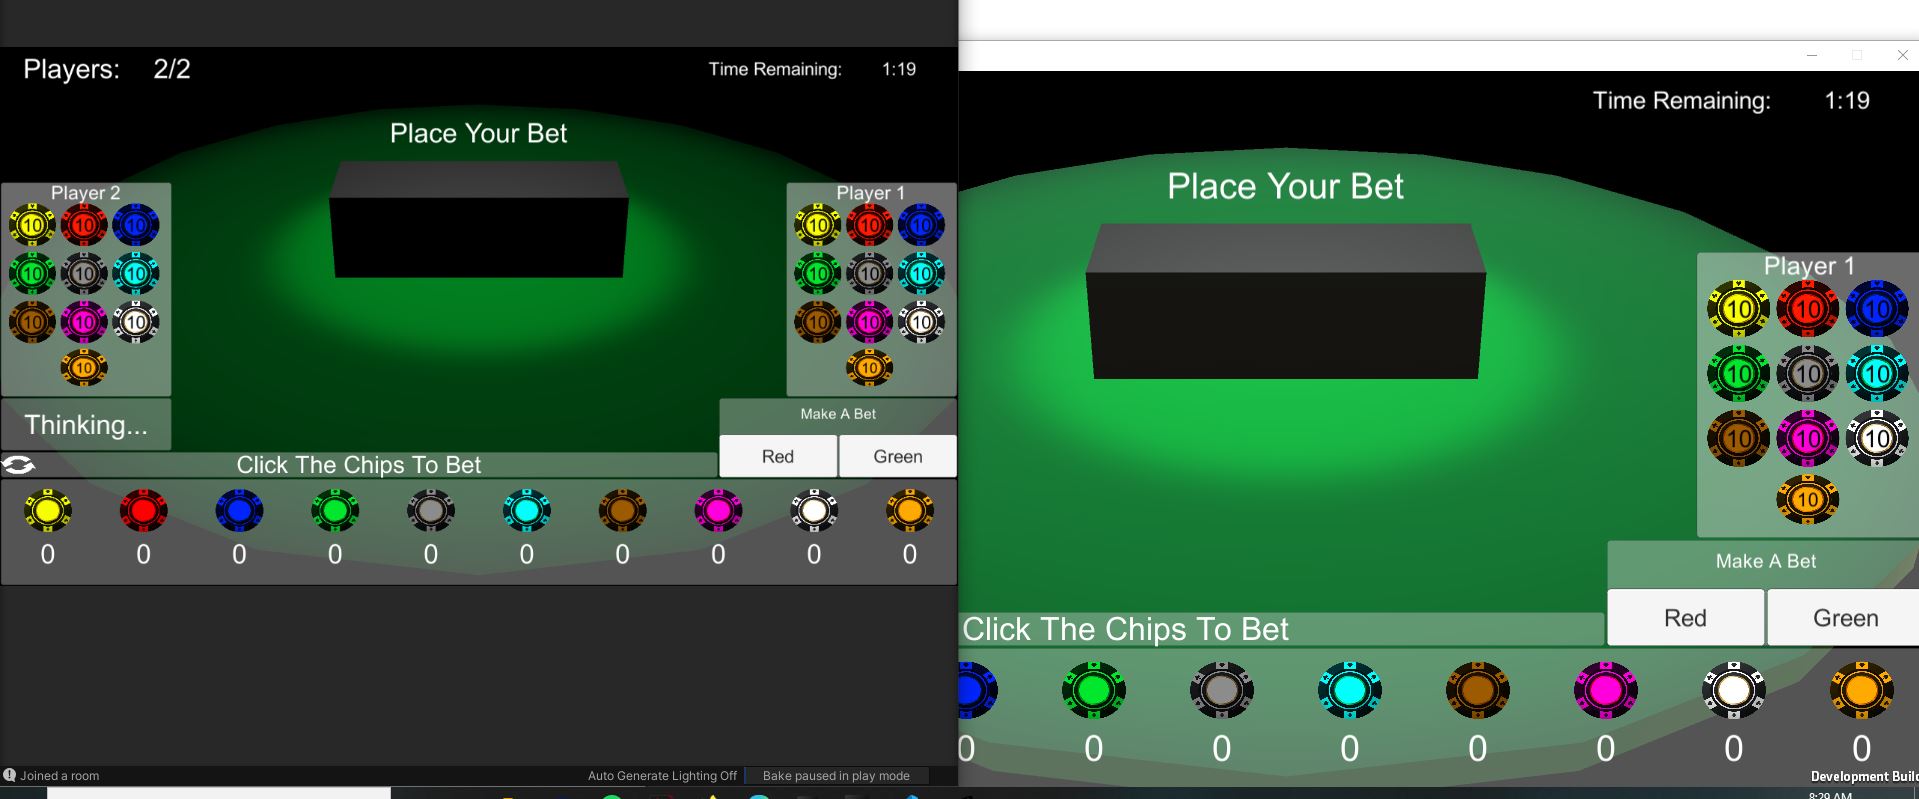 Players: 2/2
Time Remaining: 1:19
Place Your Bet
Player 2
10 10 10
10 10 10
10 10 10
10
Thinking...
Player 1
10 10 10
10 10 10
10 10 10
10
Make A Bet
Red
Green
Click The Chips To Bet
0 0 0 0 0 0 0 0 0 0
Joined a room
Auto Generate Lighting Off
Bake paused in play mode
Time Remaining: 1:19
Place Your Bet
Player 1
10 10 10
10 10 10
10 10 10
10
Make A Bet
Red
Green
Click The Chips To Bet
0 0 0 0 0 0 0 0
Development Build
8:29 AM